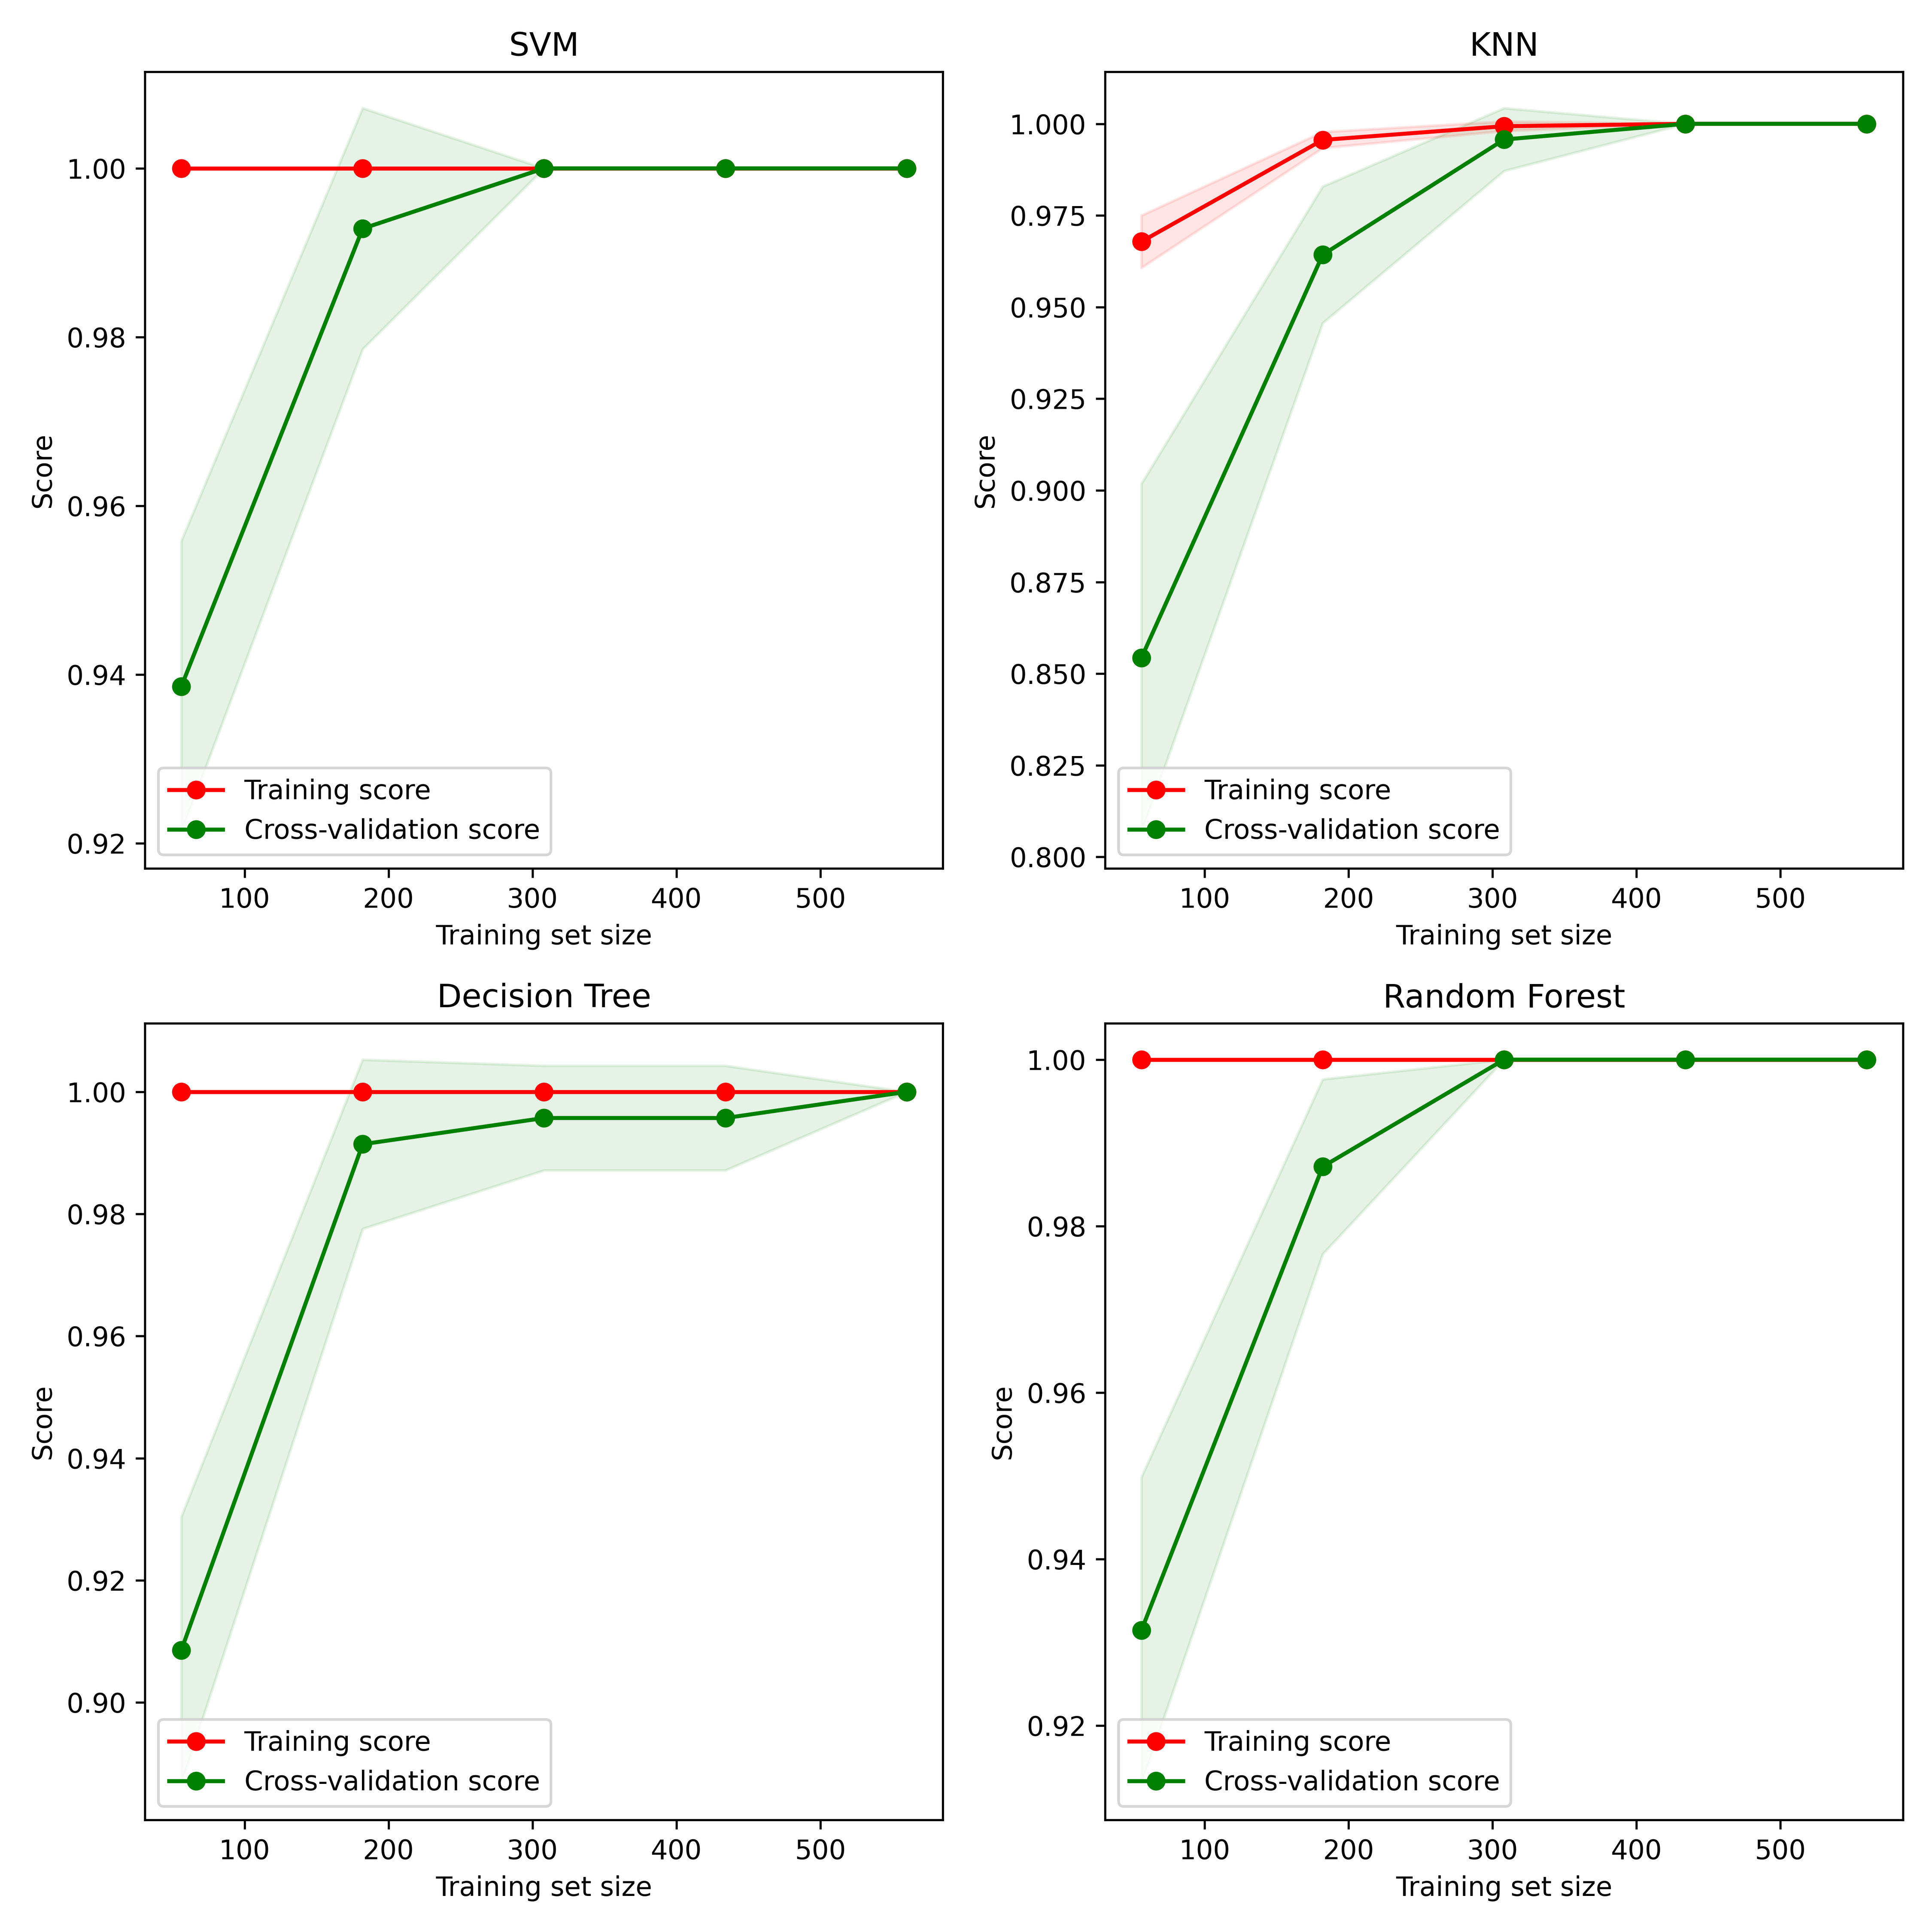 SVM
1.00
0.98
0.96
0.94
0.92
Score
Training score
Cross-validation score
100 200 300 400 500
Training set size
KNN
1.000
0.975
0.950
0.925
0.900
0.875
0.850
0.825
0.800
Score
Training score
Cross-validation score
100 200 300 400 500
Training set size
Decision Tree
1.00
0.98
0.96
0.94
0.92
0.90
Score
Training score
Cross-validation score
100 200 300 400 500
Training set size
Random Forest
1.00
0.98
0.96
0.94
0.92
Score
Training score
Cross-validation score
100 200 300 400 500
Training set size